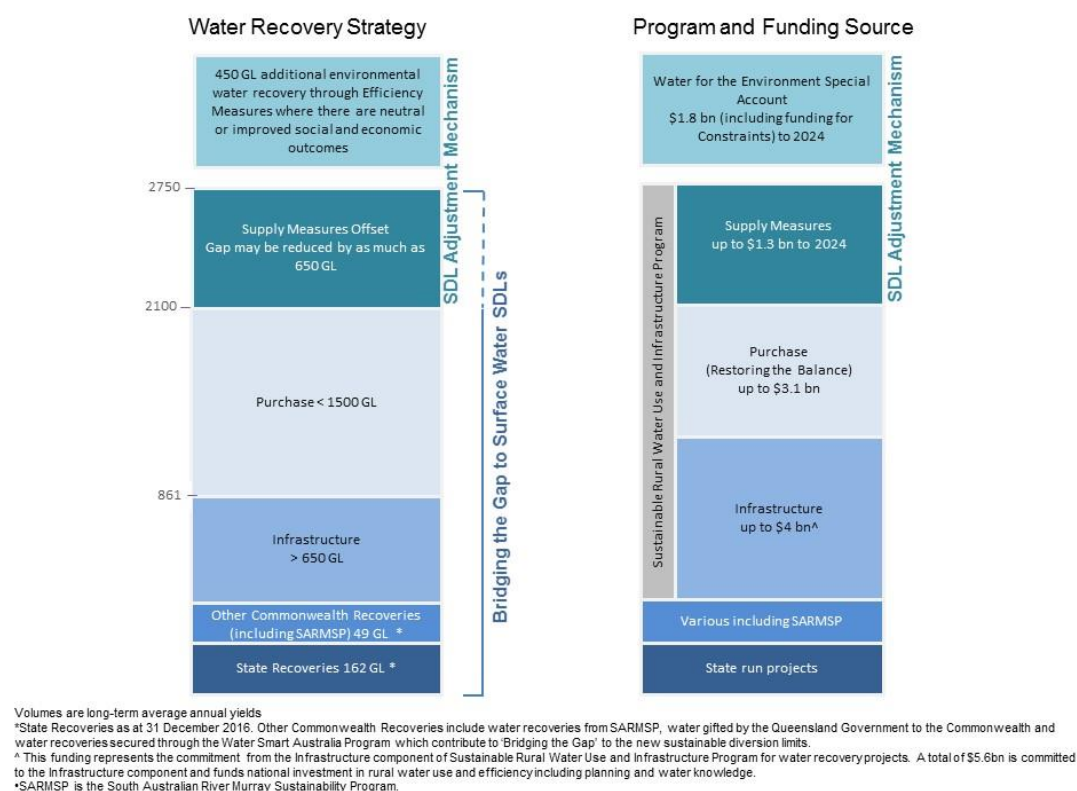 Water Recovery Strategy
Program and Funding Source
450 GL additional environmental
water recovery through Efficiency
Measures where there are neutral
or improved social and economic
outcomes
SDL Adjustment Mechanism
2750
Supply Measures Offset
Gap may be reduced by as much as
650 GL
2100
Purchase < 1500 GL
861
Infrastructure
> 650 GL
Other Commonwealth Recoveries
(including SARMSP) 49 GL *
State Recoveries 162 GL *
Bridging the Gap to Surface Water SDLs
Water for the Environment Special
Account
$1.8 bn (including funding for
Constraints) to 2024
SDL Adjustment Mechanism
Sustainable Rural Water Use and Infrastructure Program
Supply Measures
up to $1.3 bn to 2024
Purchase
(Restoring the Balance)
up to $3.1 bn
Infrastructure
up to $4 bn^
Various including SARMSP
State run projects
Volumes are long-term average annual yields
*State Recoveries as at 31 December 2016. Other Commonwealth Recoveries include water recoveries from SARMSP, water gifted by the Queensland Government to the Commonwealth and
water recoveries secured through the Water Smart Australia Program which contribute to 'Bridging the Gap' to the new sustainable diversion limits.
^ This funding represents the commitment from the Infrastructure component of Sustainable Rural Water Use and Infrastructure Program for water recovery projects. A total of $5.6bn is committed
to the Infrastructure component and funds national investment in rural water use and efficiency including planning and water knowledge.
•SARMSP is the South Australian River Murray Sustainability Program.